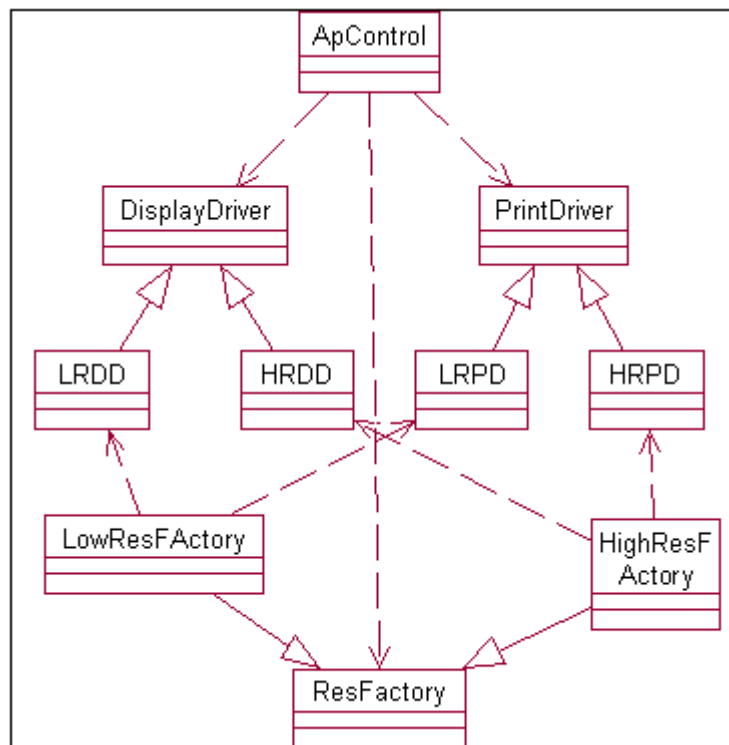 ApControl
DisplayDriver
PrintDriver
LRDD
HRDD
LRPD
HRPD
LowResFActory
HighResF
Actory
ResFactory